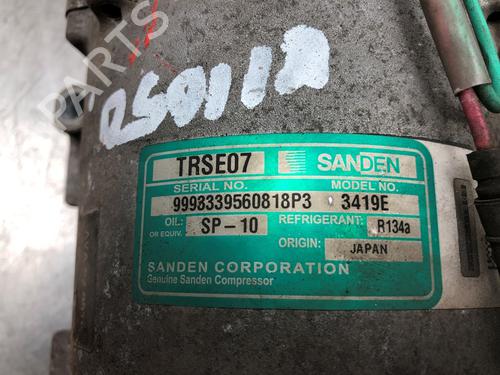 TRSE07 SANDEN
SERIAL NO. MODEL NO.
9998339560818P3 3419E
OIL: OR EQUIV. SP-10 REFRIGERANT: R134a
ORIGIN: JAPAN
SANDEN CORPORATION
Genuine Sanden Compressor
PARTS